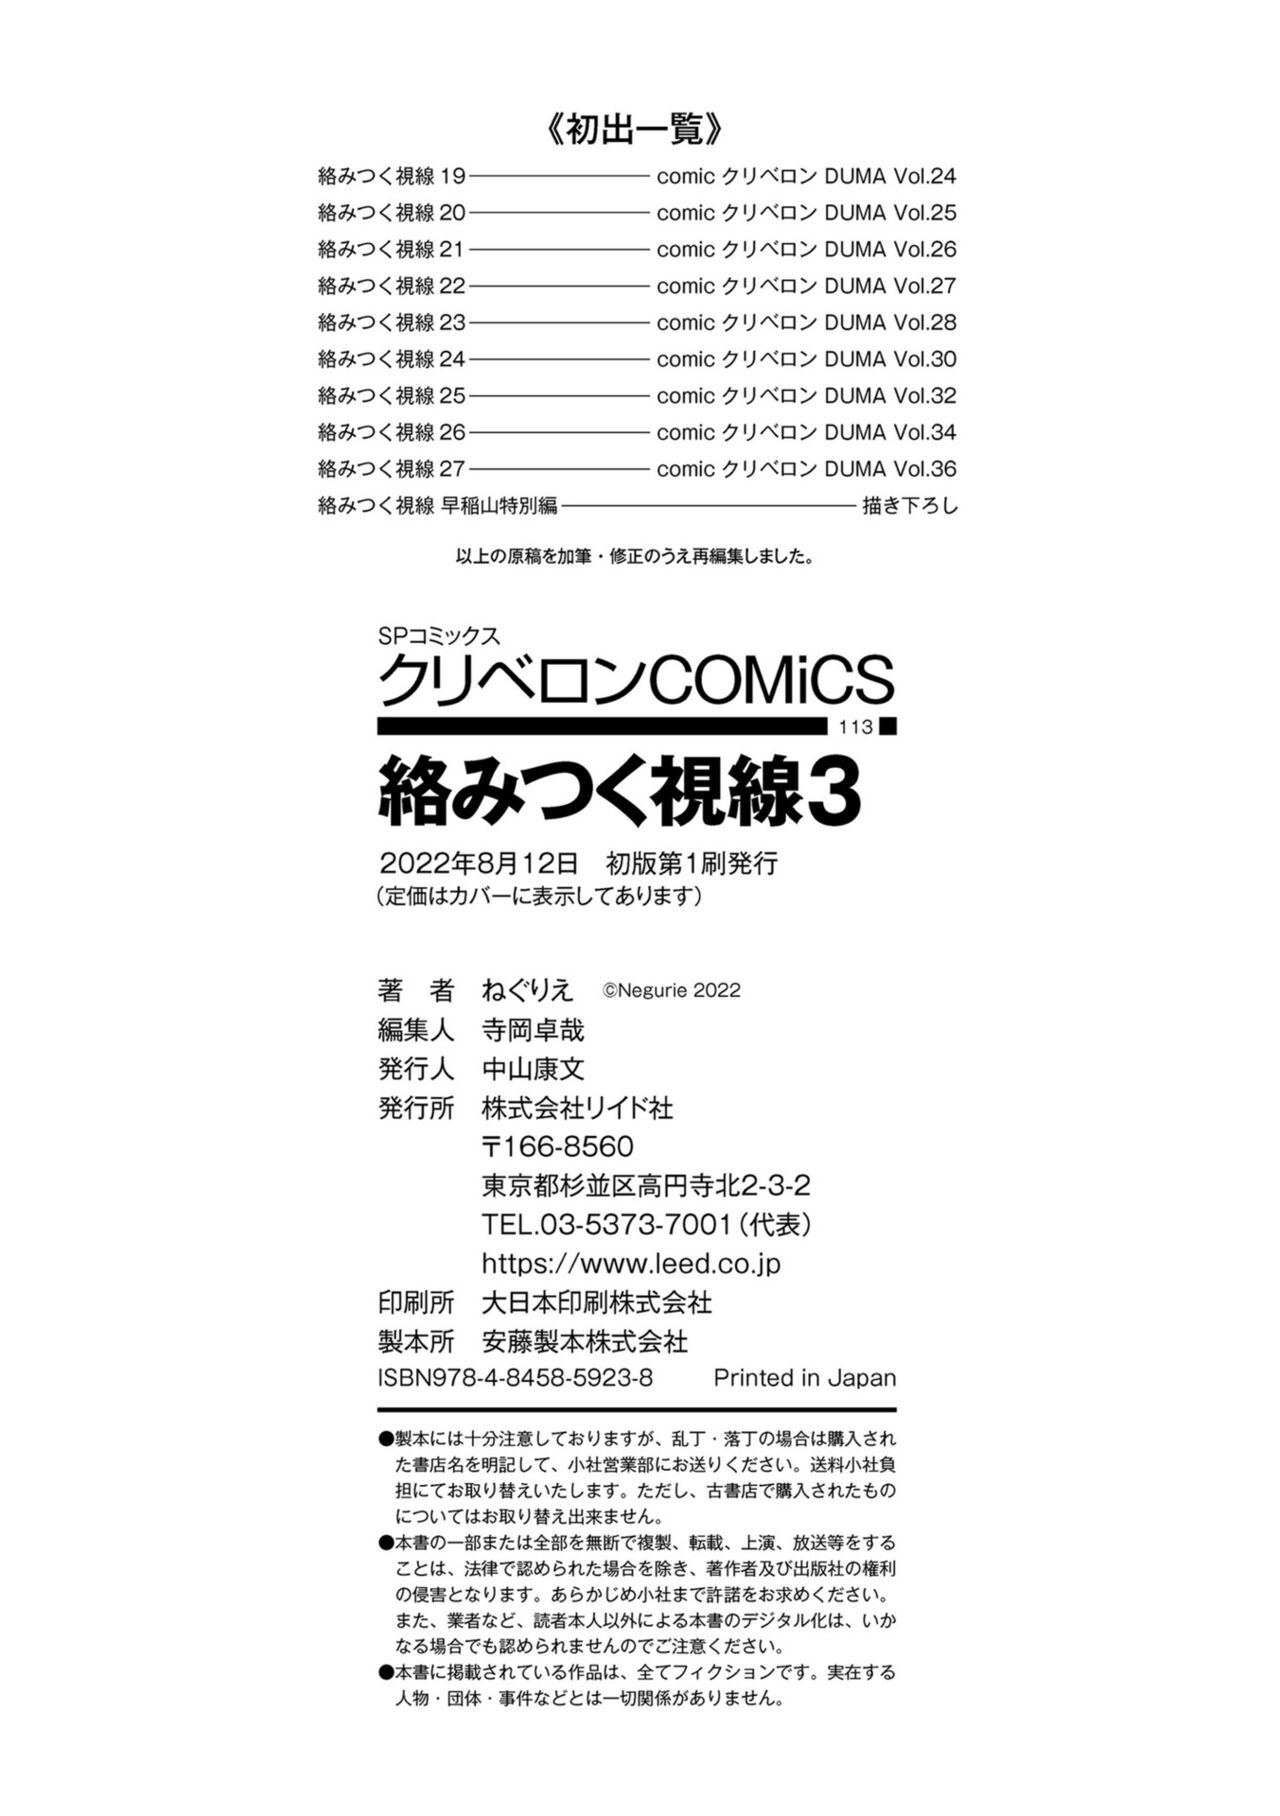 《初出一覧》
絡みつく視線 19――――――― comic クリベロン DUMA Vol.24
絡みつく視線 20――――――― comic クリベロン DUMA Vol.25
絡みつく視線 21――――――― comic クリベロン DUMA Vol.26
絡みつく視線 22――――――― comic クリベロン DUMA Vol.27
絡みつく視線 23――――――― comic クリベロン DUMA Vol.28
絡みつく視線 24――――――― comic クリベロン DUMA Vol.30
絡みつく視線 25――――――― comic クリベロン DUMA Vol.32
絡みつく視線 26――――――― comic クリベロン DUMA Vol.34
絡みつく視線 27――――――― comic クリベロン DUMA Vol.36
絡みつく視線 早稲山特別編――――――――――― 描き下ろし
以上の原稿を加筆・修正のうえ再編集しました。
SPコミックス
クリベロンCOMiCS
113
絡みつく視線3
2022年8月12日　初版第1刷発行
（定価はカバーに表示してあります）
著　者　ねぐりえ　©Negurie 2022
編集人　寺岡卓哉
発行人　中山康文
発行所　株式会社リイド社
〒166-8560
東京都杉並区高円寺北2-3-2
TEL.03-5373-7001（代表）
https://www.leed.co.jp
印刷所　大日本印刷株式会社
製本所　安藤製本株式会社
ISBN978-4-8458-5923-8　Printed in Japan
●製本には十分注意しておりますが、乱丁・落丁の場合は購入され
た書店名を明記して、小社営業部にお送りください。送料小社負
担にてお取り替えいたします。ただし、古書店で購入されたもの
についてはお取り替え出来ません。
●本書の一部または全部を無断で複製、転載、上演、放送等をする
ことは、法律で認められた場合を除き、著作者及び出版社の権利
の侵害となります。あらかじめ小社まで許諾をお求めください。
また、業者など、読者本人以外による本書のデジタル化は、いか
なる場合でも認められませんのでご注意ください。
●本書に掲載されている作品は、全てフィクションです。実在する
人物・団体・事件などとは一切関係がありません。